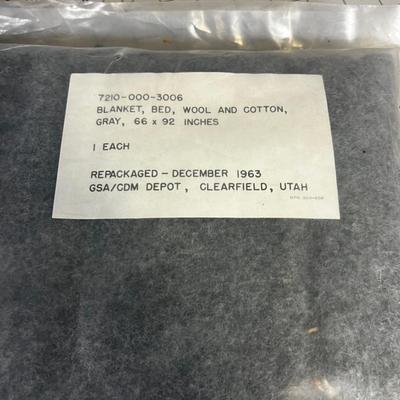 7210-000-3006
BLANKET, BED, WOOL AND COTTON,
GRAY, 66 x 92 INCHES
1 EACH
REPACKAGED - DECEMBER 1963
GSA/CDM DEPOT, CLEARFIELD, UTAH